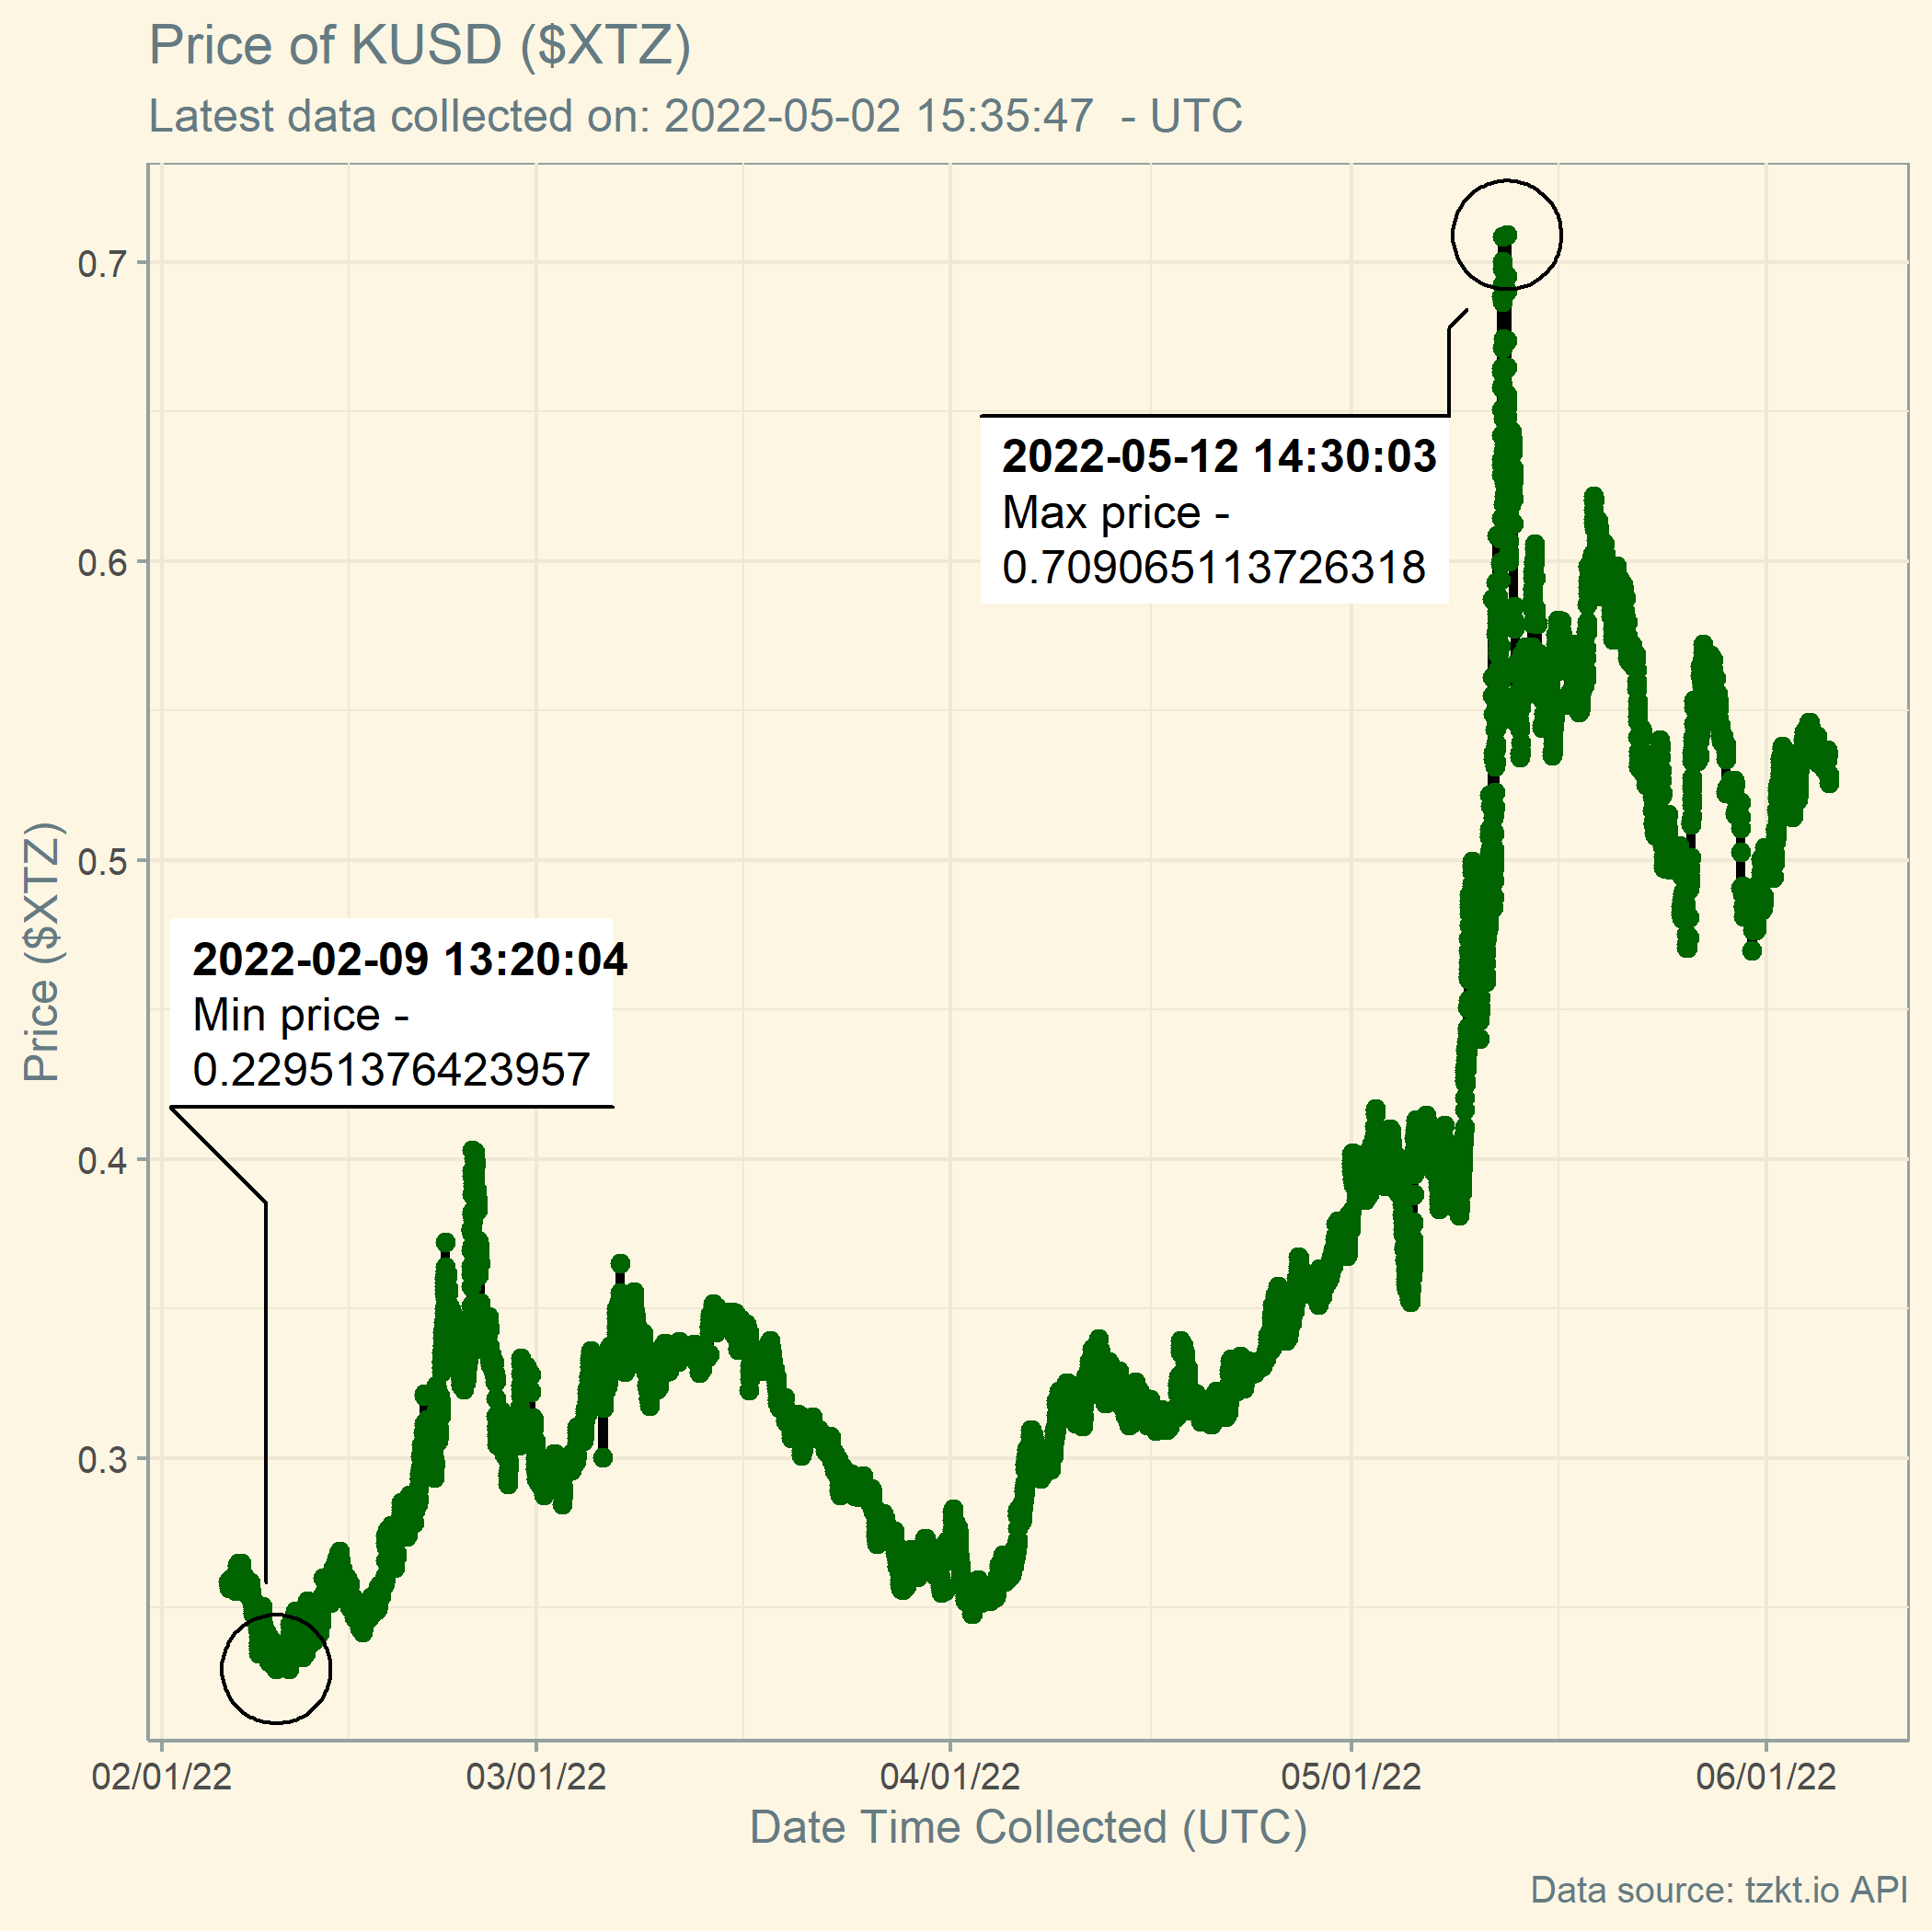 Price of KUSD ($XTZ)
Latest data collected on: 2022-05-02 15:35:47  - UTC
Price ($XTZ)
0.7
0.6
0.5
0.4
0.3
2022-05-12 14:30:03
Max price -
0.709065113726318
2022-02-09 13:20:04
Min price -
0.22951376423957
02/01/22
03/01/22
04/01/22
05/01/22
06/01/22
Date Time Collected (UTC)
Data source: tzkt.io API